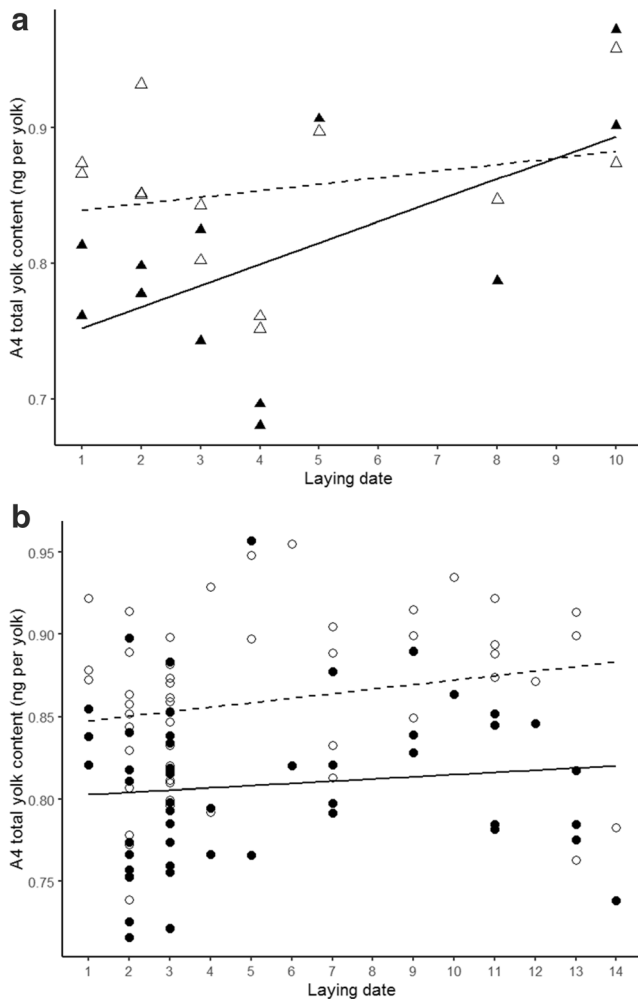 a
A4 total yolk content (ng per yolk)
0.9
0.8
0.7
1 2 3 4 5 6 7 8 9 10
Laying date
b
A4 total yolk content (ng per yolk)
0.95
0.90
0.85
0.80
0.75
1 2 3 4 5 6 7 8 9 10 11 12 13 14
Laying date